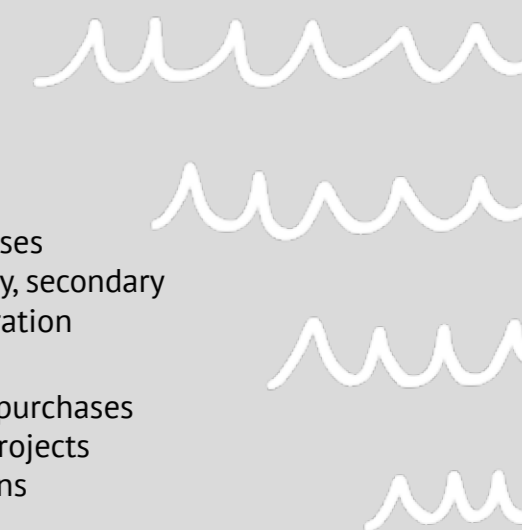 ses
y, secondary
ation
purchases
rojects
ns